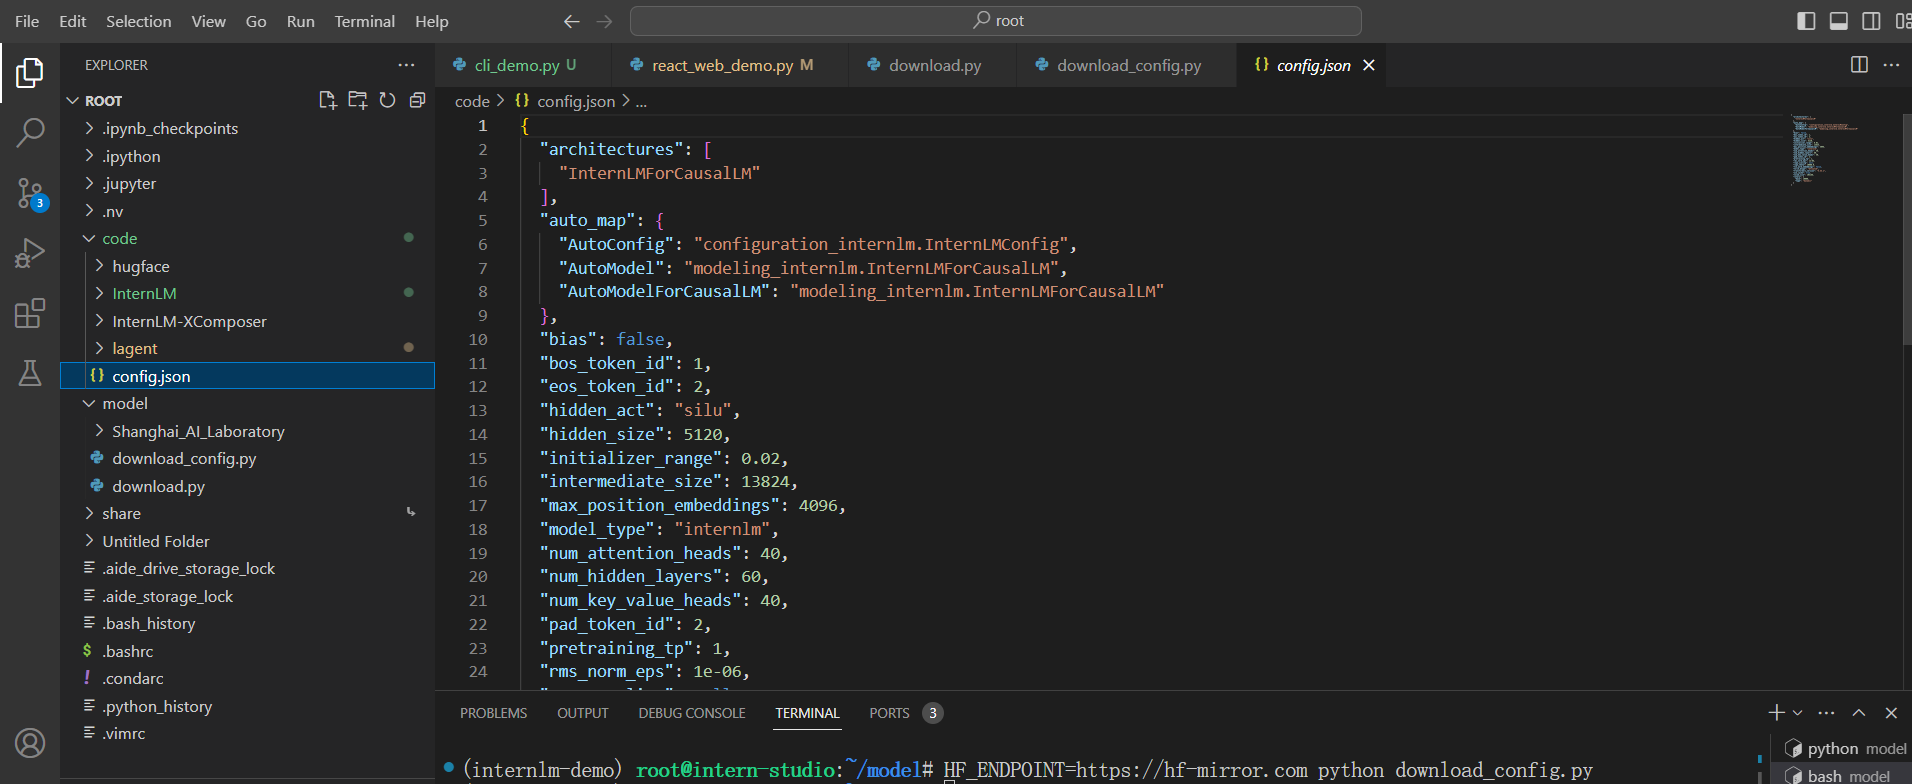 File Edit Selection View Go Run Terminal Help
root
EXPLORER
ROOT
.ipynb_checkpoints
.ipython
.jupyter
.nv
code
hugface
InternLM
InternLM-XComposer
lagent
config.json
model
Shanghai_AI_Laboratory
download_config.py
download.py
share
Untitled Folder
.aide_drive_storage_lock
.aide_storage_lock
.bash_history
.bashrc
.condarc
.python_history
.vimrc
3
cli_demo.py U react_web_demo.py M download.py download_config.py config.json
code > config.json > ...
1 {
2 "architectures": [
3 "InternLMForCausalLM"
4 ],
5 "auto_map": {
6 "AutoConfig": "configuration_internlm.InternLMConfig",
7 "AutoModel": "modeling_internlm.InternLMForCausalLM",
8 "AutoModelForCausalLM": "modeling_internlm.InternLMForCausalLM"
9 },
10 "bias": false,
11 "bos_token_id": 1,
12 "eos_token_id": 2,
13 "hidden_act": "silu",
14 "hidden_size": 5120,
15 "initializer_range": 0.02,
16 "intermediate_size": 13824,
17 "max_position_embeddings": 4096,
18 "model_type": "internlm",
19 "num_attention_heads": 40,
20 "num_hidden_layers": 60,
21 "num_key_value_heads": 40,
22 "pad_token_id": 2,
23 "pretraining_tp": 1,
24 "rms_norm_eps": 1e-06,
PROBLEMS OUTPUT DEBUG CONSOLE TERMINAL PORTS 3
(internlm-demo) root@intern-studio:~/model# HF_ENDPOINT=https://hf-mirror.com python download_config.py
python model
bash model